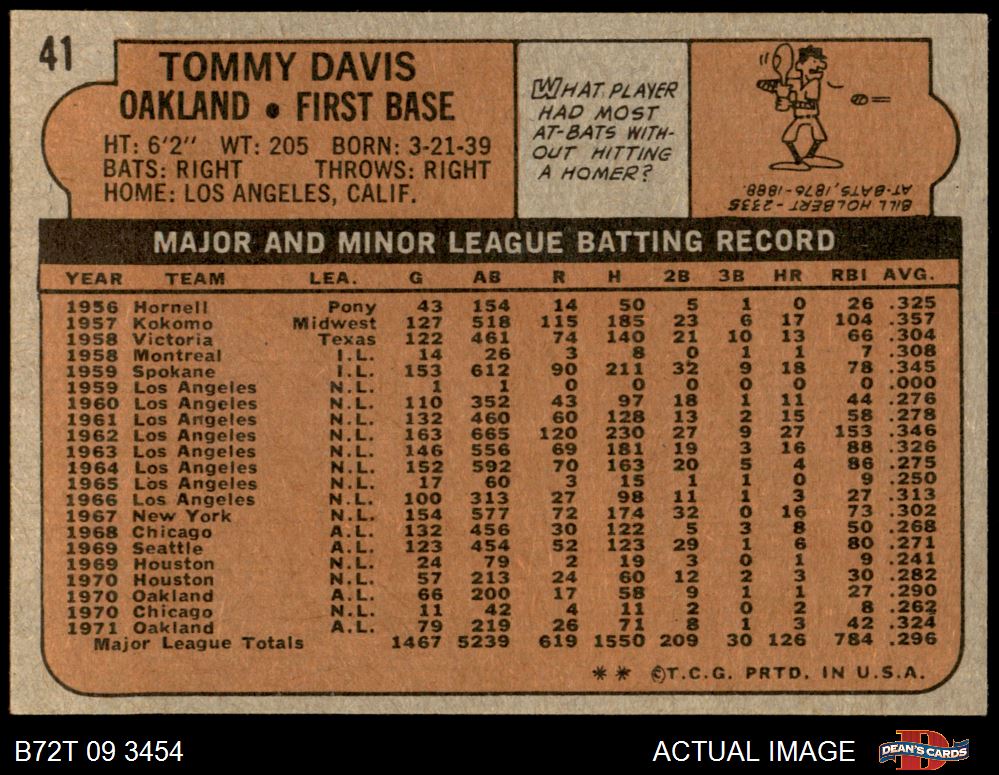 41
TOMMY DAVIS
OAKLAND • FIRST BASE
HT: 6'2" WT: 205 BORN: 3-21-39
BATS: RIGHT THROWS: RIGHT
HOME: LOS ANGELES, CALIF.
WHAT PLAYER
HAD MOST
AT-BATS WITH-
OUT HITTING
A HOMER?
BILL HOLBERT-2335
AT-BATS, 1876-1888.
MAJOR AND MINOR LEAGUE BATTING RECORD
YEAR TEAM LEA. G AB R H 2B 3B HR RBI AVG.
1956 Hornell Pony 43 154 14 50 5 1 0 26 .325
1957 Kokomo Midwest 127 518 115 185 23 6 17 104 .357
1958 Victoria Texas 122 461 74 140 21 10 13 66 .304
1958 Montreal I.L. 14 26 3 8 0 1 1 7 .308
1959 Spokane I.L. 153 612 90 211 32 9 18 78 .345
1959 Los Angeles N.L. 1 1 0 0 0 0 0 0 .000
1960 Los Angeles N.L. 110 352 43 97 18 1 11 44 .276
1961 Los Angeles N.L. 132 460 60 128 13 2 15 58 .278
1962 Los Angeles N.L. 163 665 120 230 27 9 27 153 .346
1963 Los Angeles N.L. 146 556 69 181 19 3 16 88 .326
1964 Los Angeles N.L. 152 592 70 163 20 5 4 86 .275
1965 Los Angeles N.L. 17 60 3 15 1 1 0 9 .250
1966 Los Angeles N.L. 100 313 27 98 11 1 3 27 .313
1967 New York N.L. 154 577 72 174 32 0 16 73 .302
1968 Chicago A.L. 132 456 30 122 5 3 8 50 .268
1969 Seattle A.L. 123 454 52 123 29 1 6 80 .271
1969 Houston N.L. 24 79 2 19 3 0 1 9 .241
1970 Houston N.L. 57 213 24 60 12 2 3 30 .282
1970 Oakland A.L. 66 200 17 58 9 1 1 27 .290
1970 Chicago N.L. 11 42 4 11 2 0 2 8 .262
1971 Oakland A.L. 79 219 26 71 8 1 3 42 .324
Major League Totals 1467 5239 619 1550 209 30 126 784 .296
* * ©T.C.G. PRTD. IN U.S.A.
B72T 09 3454 ACTUAL IMAGE
D
DEAN'S CARDS